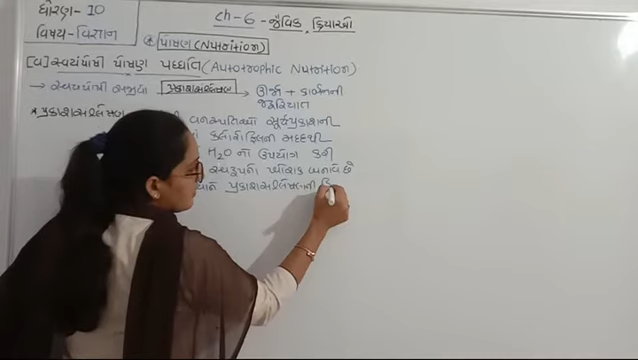 ધોરણ- 10
વિષય- વિજ્ઞાન
ch-6 - જૈવિક ક્રિયાઓ
* પોષણ (Nutrition)
[વ] સ્વયંપોષી પોષણ પધ્ધતિ (Autotrophic Nutrition)
→ સ્વયંપોષી સજીવો પ્રકાશસંશ્લેષણ → ઊર્જા + કાર્બનની
જરૂરિયાત
* પ્રકાશસંશ્લેષણ વનસ્પતિઓ સૂર્યપ્રકાશની
ક્લોરોફિલની મદદથી
H₂O નો ઉપયોગ કરી
સ્વરૂપનો ખોરાક બનાવે છે
પ્રકાશસંશ્લેષણની